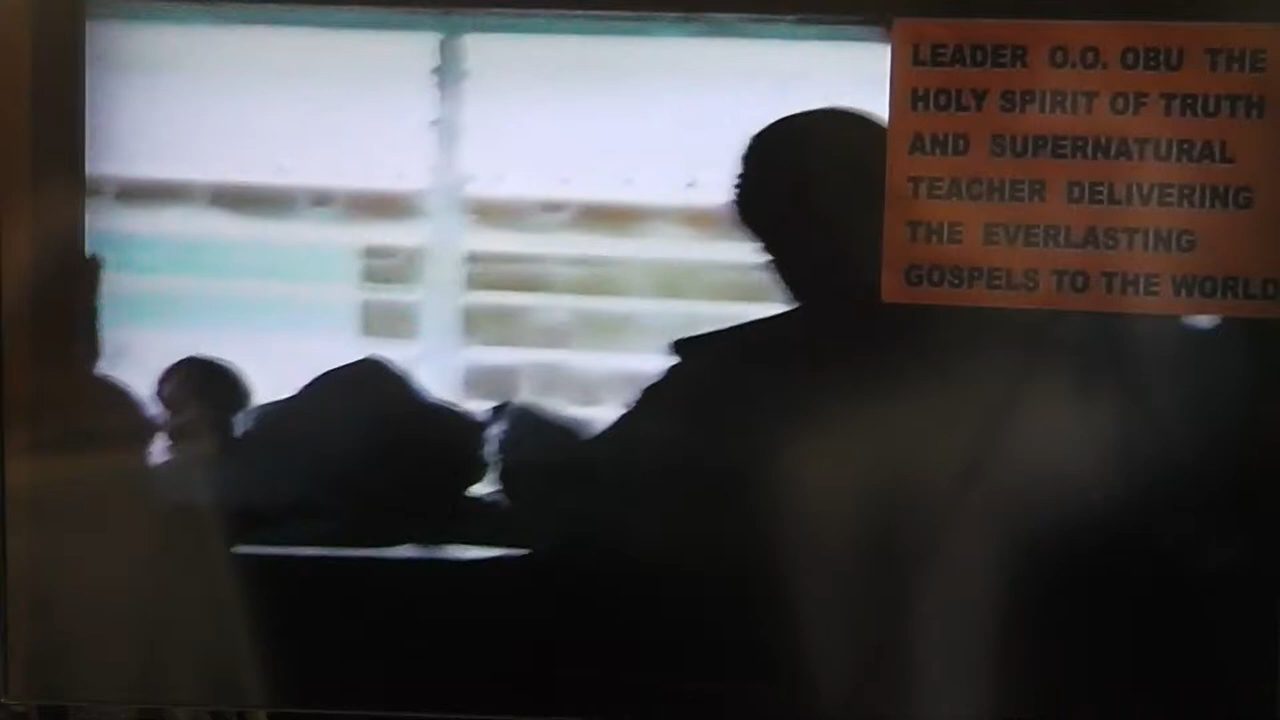 LEADER O.O. OBU THE
HOLY SPIRIT OF TRUTH
AND SUPERNATURAL
TEACHER DELIVERING
THE EVERLASTING
GOSPELS TO THE WORLD